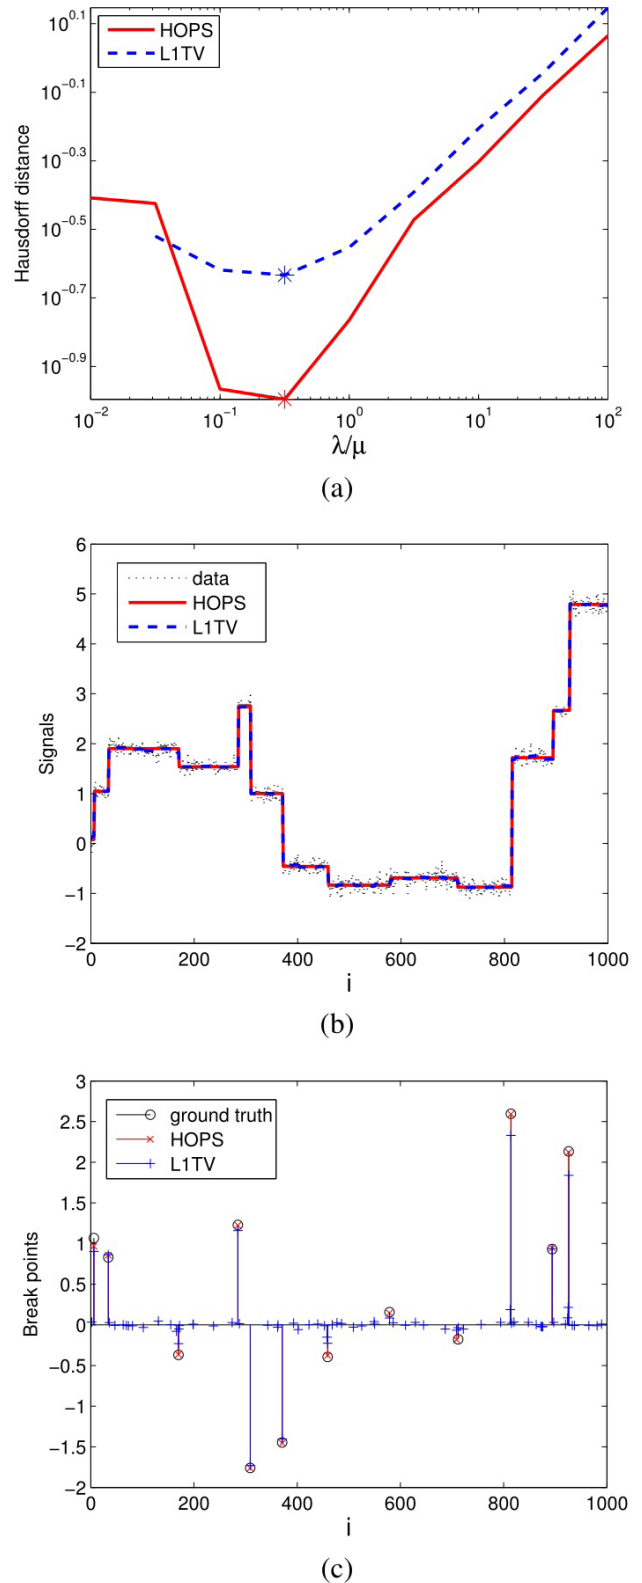 10^0.1
10^-0.1
10^-0.3
10^-0.5
10^-0.7
10^-0.9
Hausdorff distance
HOPS
L1TV
10^-2 10^-1 10^0 10^1 10^2
λ/μ
(a)
6
5
4
3
2
1
0
−1
−2
Signals
data
HOPS
L1TV
0 200 400 600 800 1000
i
(b)
3
2.5
2
1.5
1
0.5
0
−0.5
−1
−1.5
−2
Break points
ground truth
HOPS
L1TV
0 200 400 600 800 1000
i
(c)